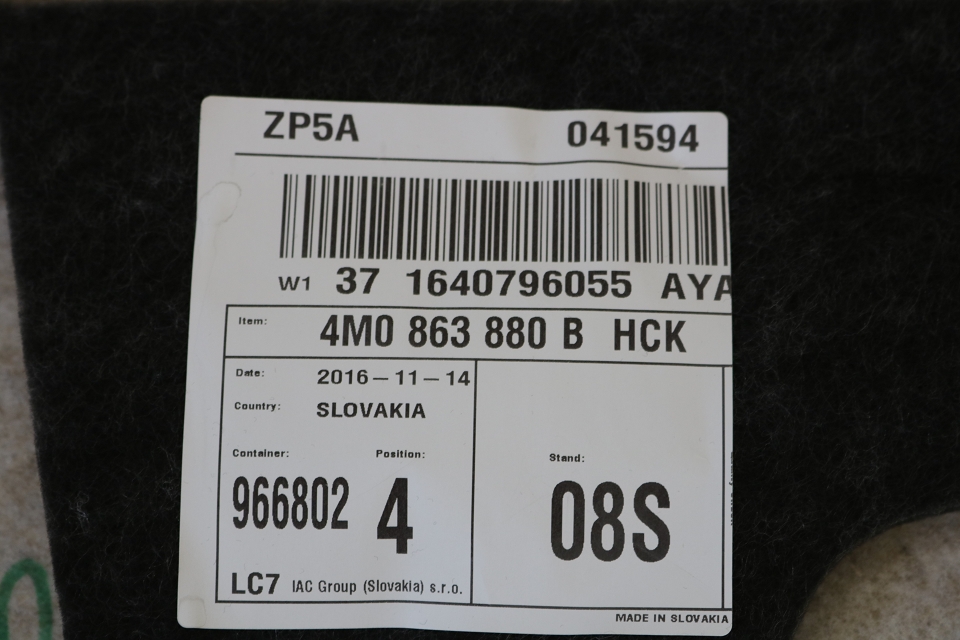 ZP5A 041594
W1 37 1640796055 AYA
Item: 4M0 863 880 B HCK
Date: 2016-11-14
Country: SLOVAKIA
Container: Position: Stand:
966802 4 08S
LC7 IAC Group (Slovakia) s.r.o.
MADE IN SLOVAKIA